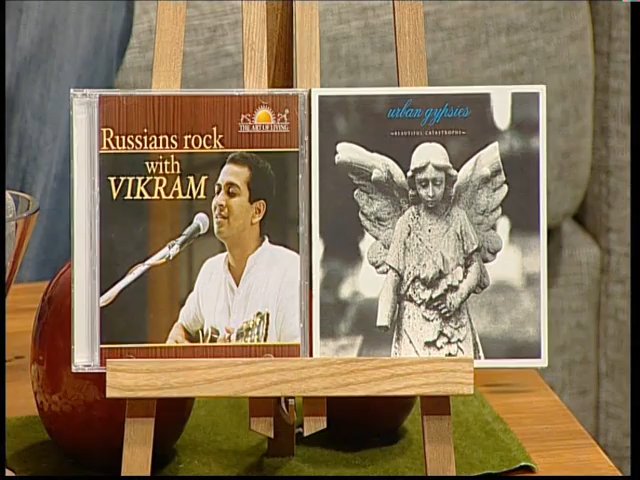 THE ART OF LIVING
Russians rock
with
VIKRAM
urban gypsies
BEAUTIFUL CATASTROPHE